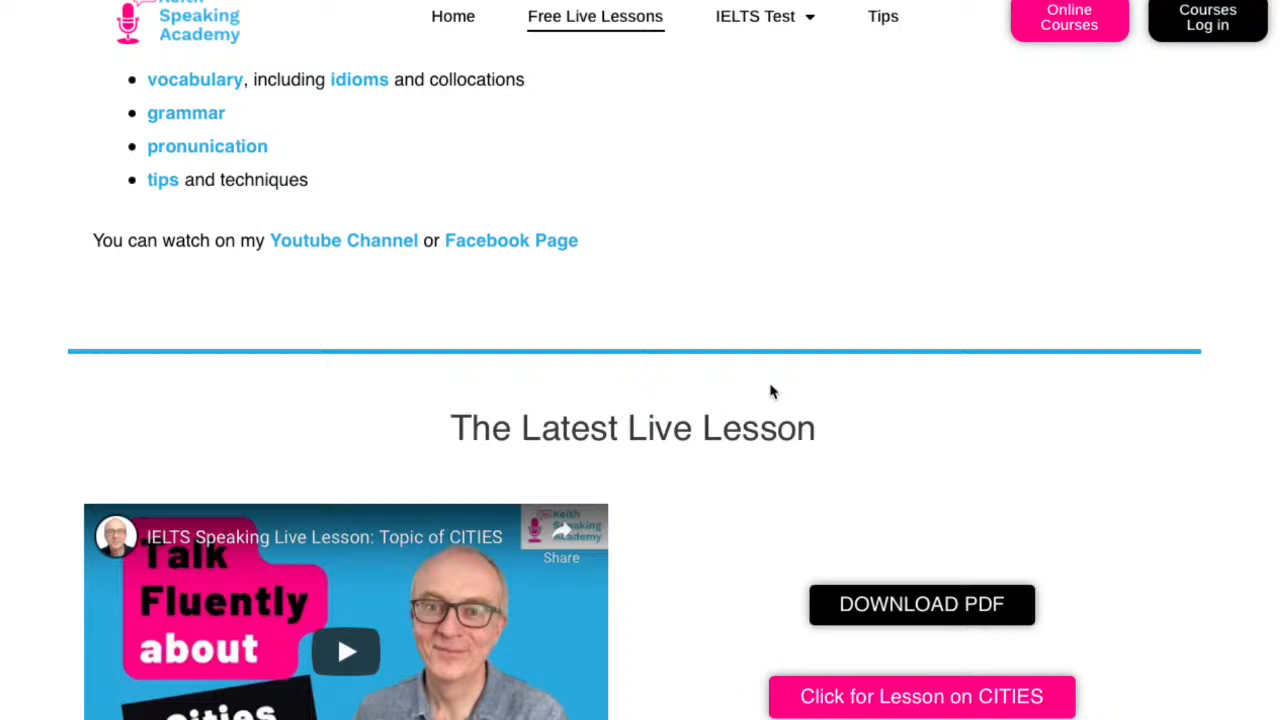 Keith
Speaking
Academy
Home
Free Live Lessons
IELTS Test
Tips
Online
Courses
Courses
Log in
vocabulary, including idioms and collocations
grammar
pronunication
tips and techniques
You can watch on my Youtube Channel or Facebook Page
The Latest Live Lesson
IELTS Speaking Live Lesson: Topic of CITIES
Keith
Speaking
Academy
Share
Talk
Fluently
about
Cities
DOWNLOAD PDF
Click for Lesson on CITIES